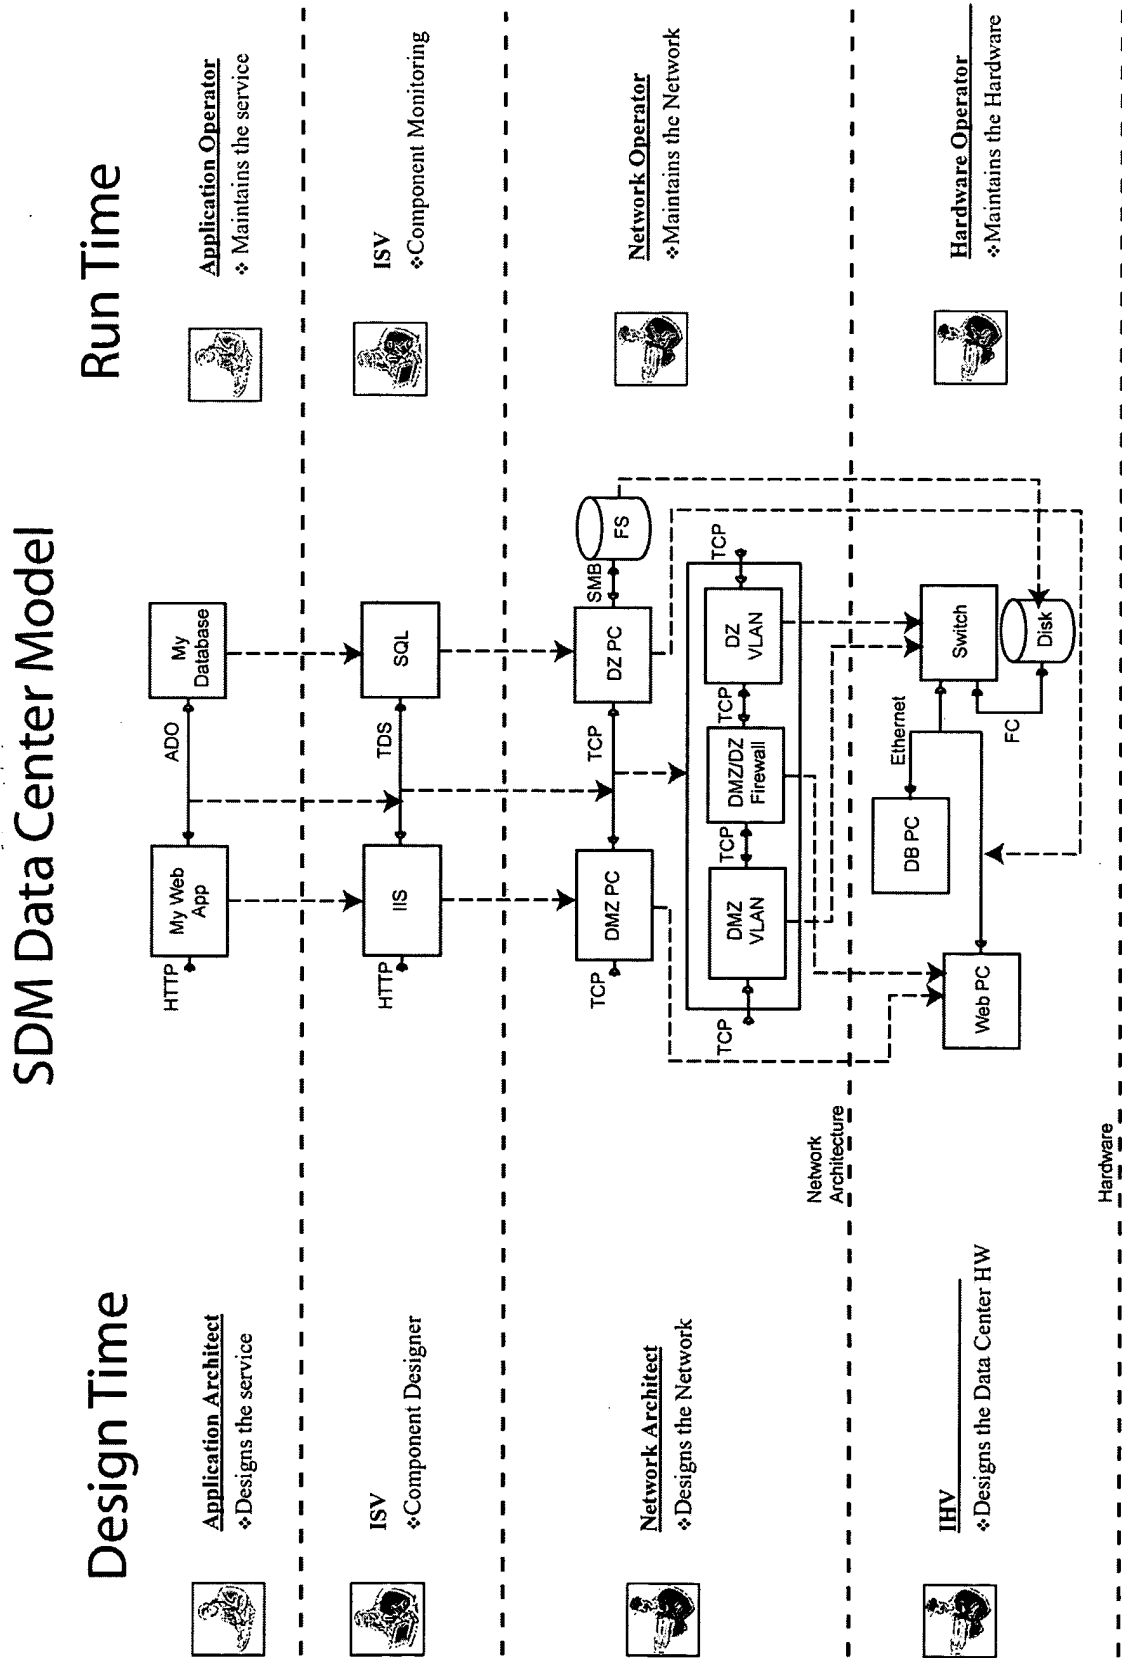 SDM Data Center Model
Design Time
Run Time
Application Architect
❖Designs the service
HTTP
My Web
App
ADO
My
Database
Application Operator
❖ Maintains the service
ISV
❖Component Designer
HTTP
IIS
TDS
SQL
ISV
❖Component Monitoring
Network Architect
❖Designs the Network
TCP
DMZ PC
TCP
DZ PC
SMB
FS
TCP
DMZ
VLAN
TCP
DMZ/DZ
Firewall
TCP
DZ
VLAN
TCP
Network Operator
❖Maintains the Network
Network
Architecture
IHV
❖Designs the Data Center HW
Web PC
DB PC
Ethernet
FC
Switch
Disk
Hardware Operator
❖Maintains the Hardware
Hardware